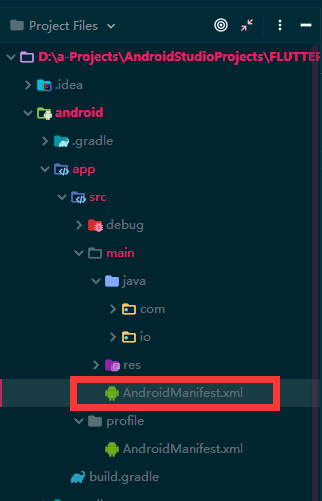 Project Files
D:\a-Projects\AndroidStudioProjects\FLUTTER
.idea
android
.gradle
app
src
debug
main
java
com
io
res
AndroidManifest.xml
profile
AndroidManifest.xml
build.gradle